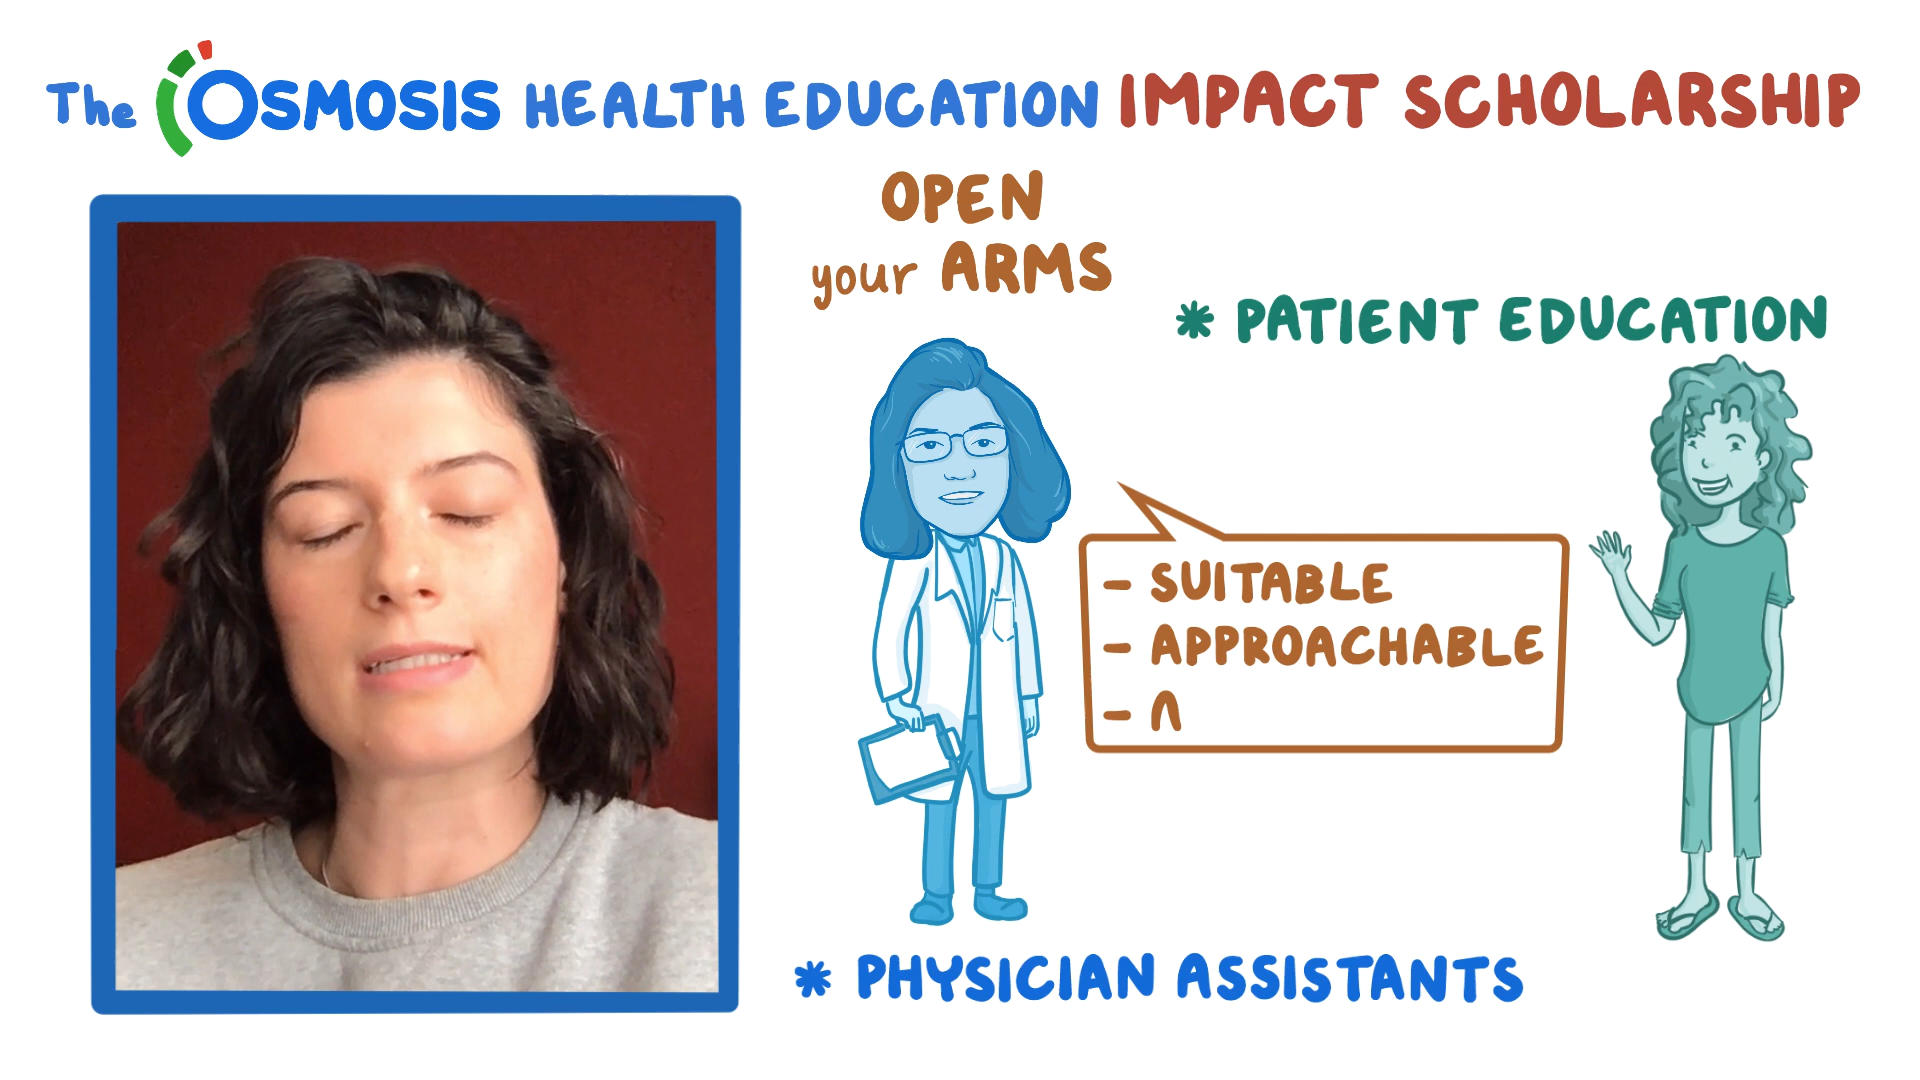 The OSMOSIS HEALTH EDUCATION IMPACT SCHOLARSHIP
OPEN
your ARMS
* PATIENT EDUCATION
- SUITABLE
- APPROACHABLE
-
* PHYSICIAN ASSISTANTS